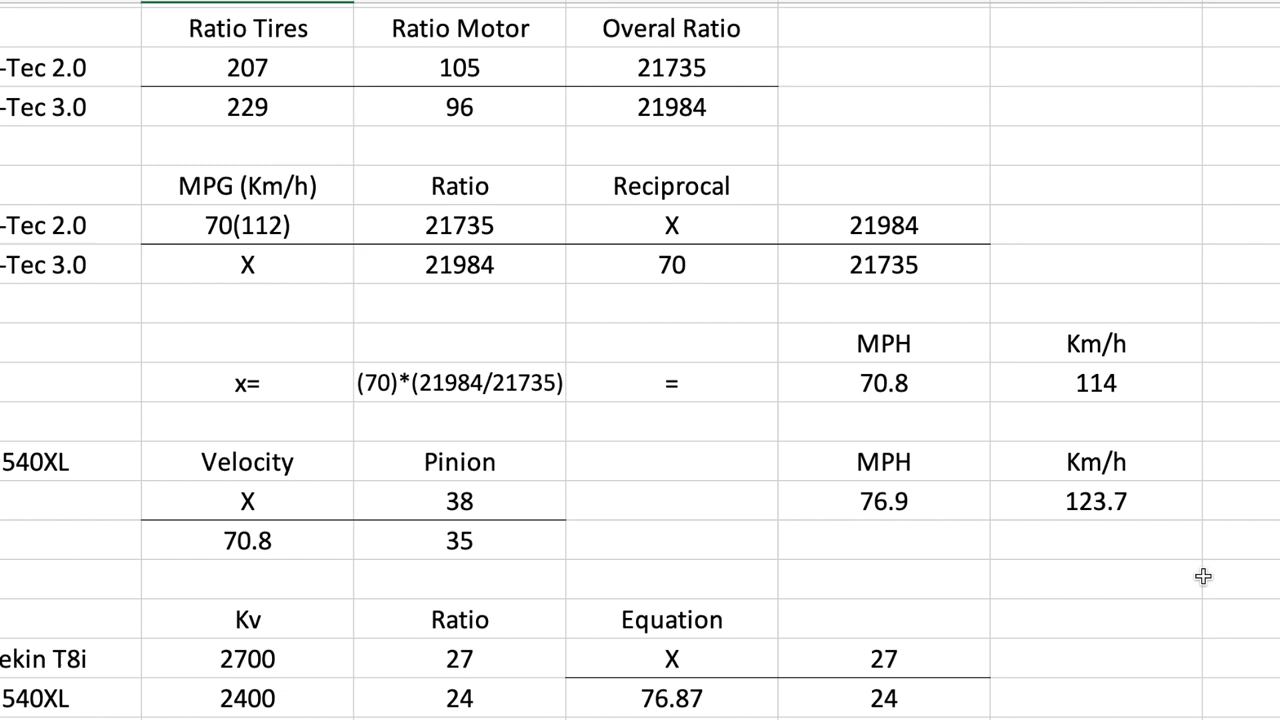 Ratio Tires Ratio Motor Overal Ratio
-Tec 2.0 207 105 21735
-Tec 3.0 229 96 21984
MPG (Km/h) Ratio Reciprocal
-Tec 2.0 70(112) 21735 X 21984
-Tec 3.0 X 21984 70 21735
MPH Km/h
x= (70)*(21984/21735) = 70.8 114
540XL Velocity Pinion MPH Km/h
X 38 76.9 123.7
70.8 35
Kv Ratio Equation
ekin T8i 2700 27 X 27
540XL 2400 24 76.87 24